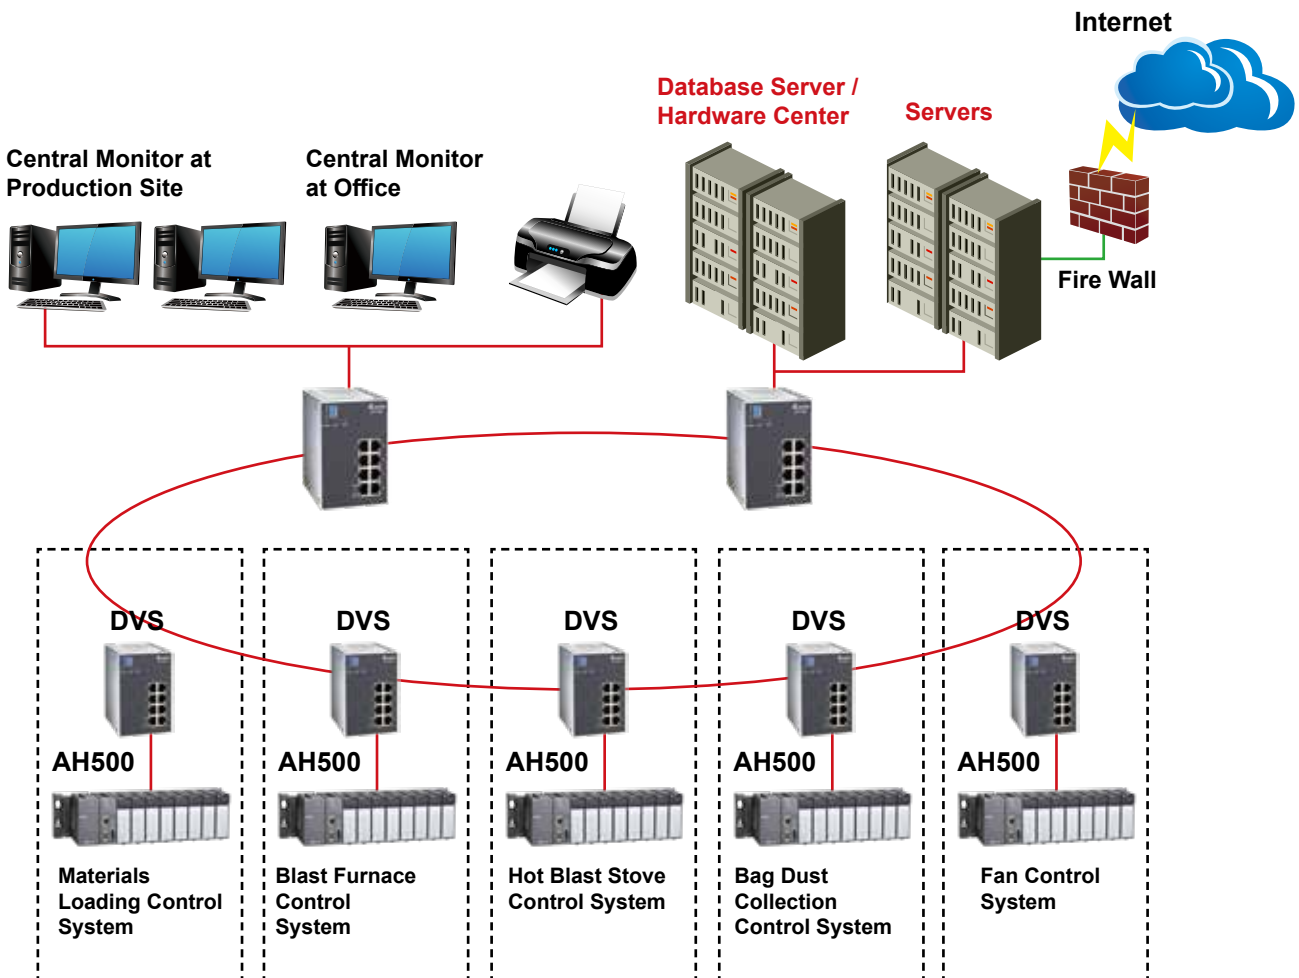 Internet
Database Server /
Hardware Center
Servers
Central Monitor at
Production Site
Central Monitor
at Office
Fire Wall
DVS
DVS
DVS
DVS
DVS
AH500
AH500
AH500
AH500
AH500
Materials
Loading Control
System
Blast Furnace
Control
System
Hot Blast Stove
Control System
Bag Dust
Collection
Control System
Fan Control
System